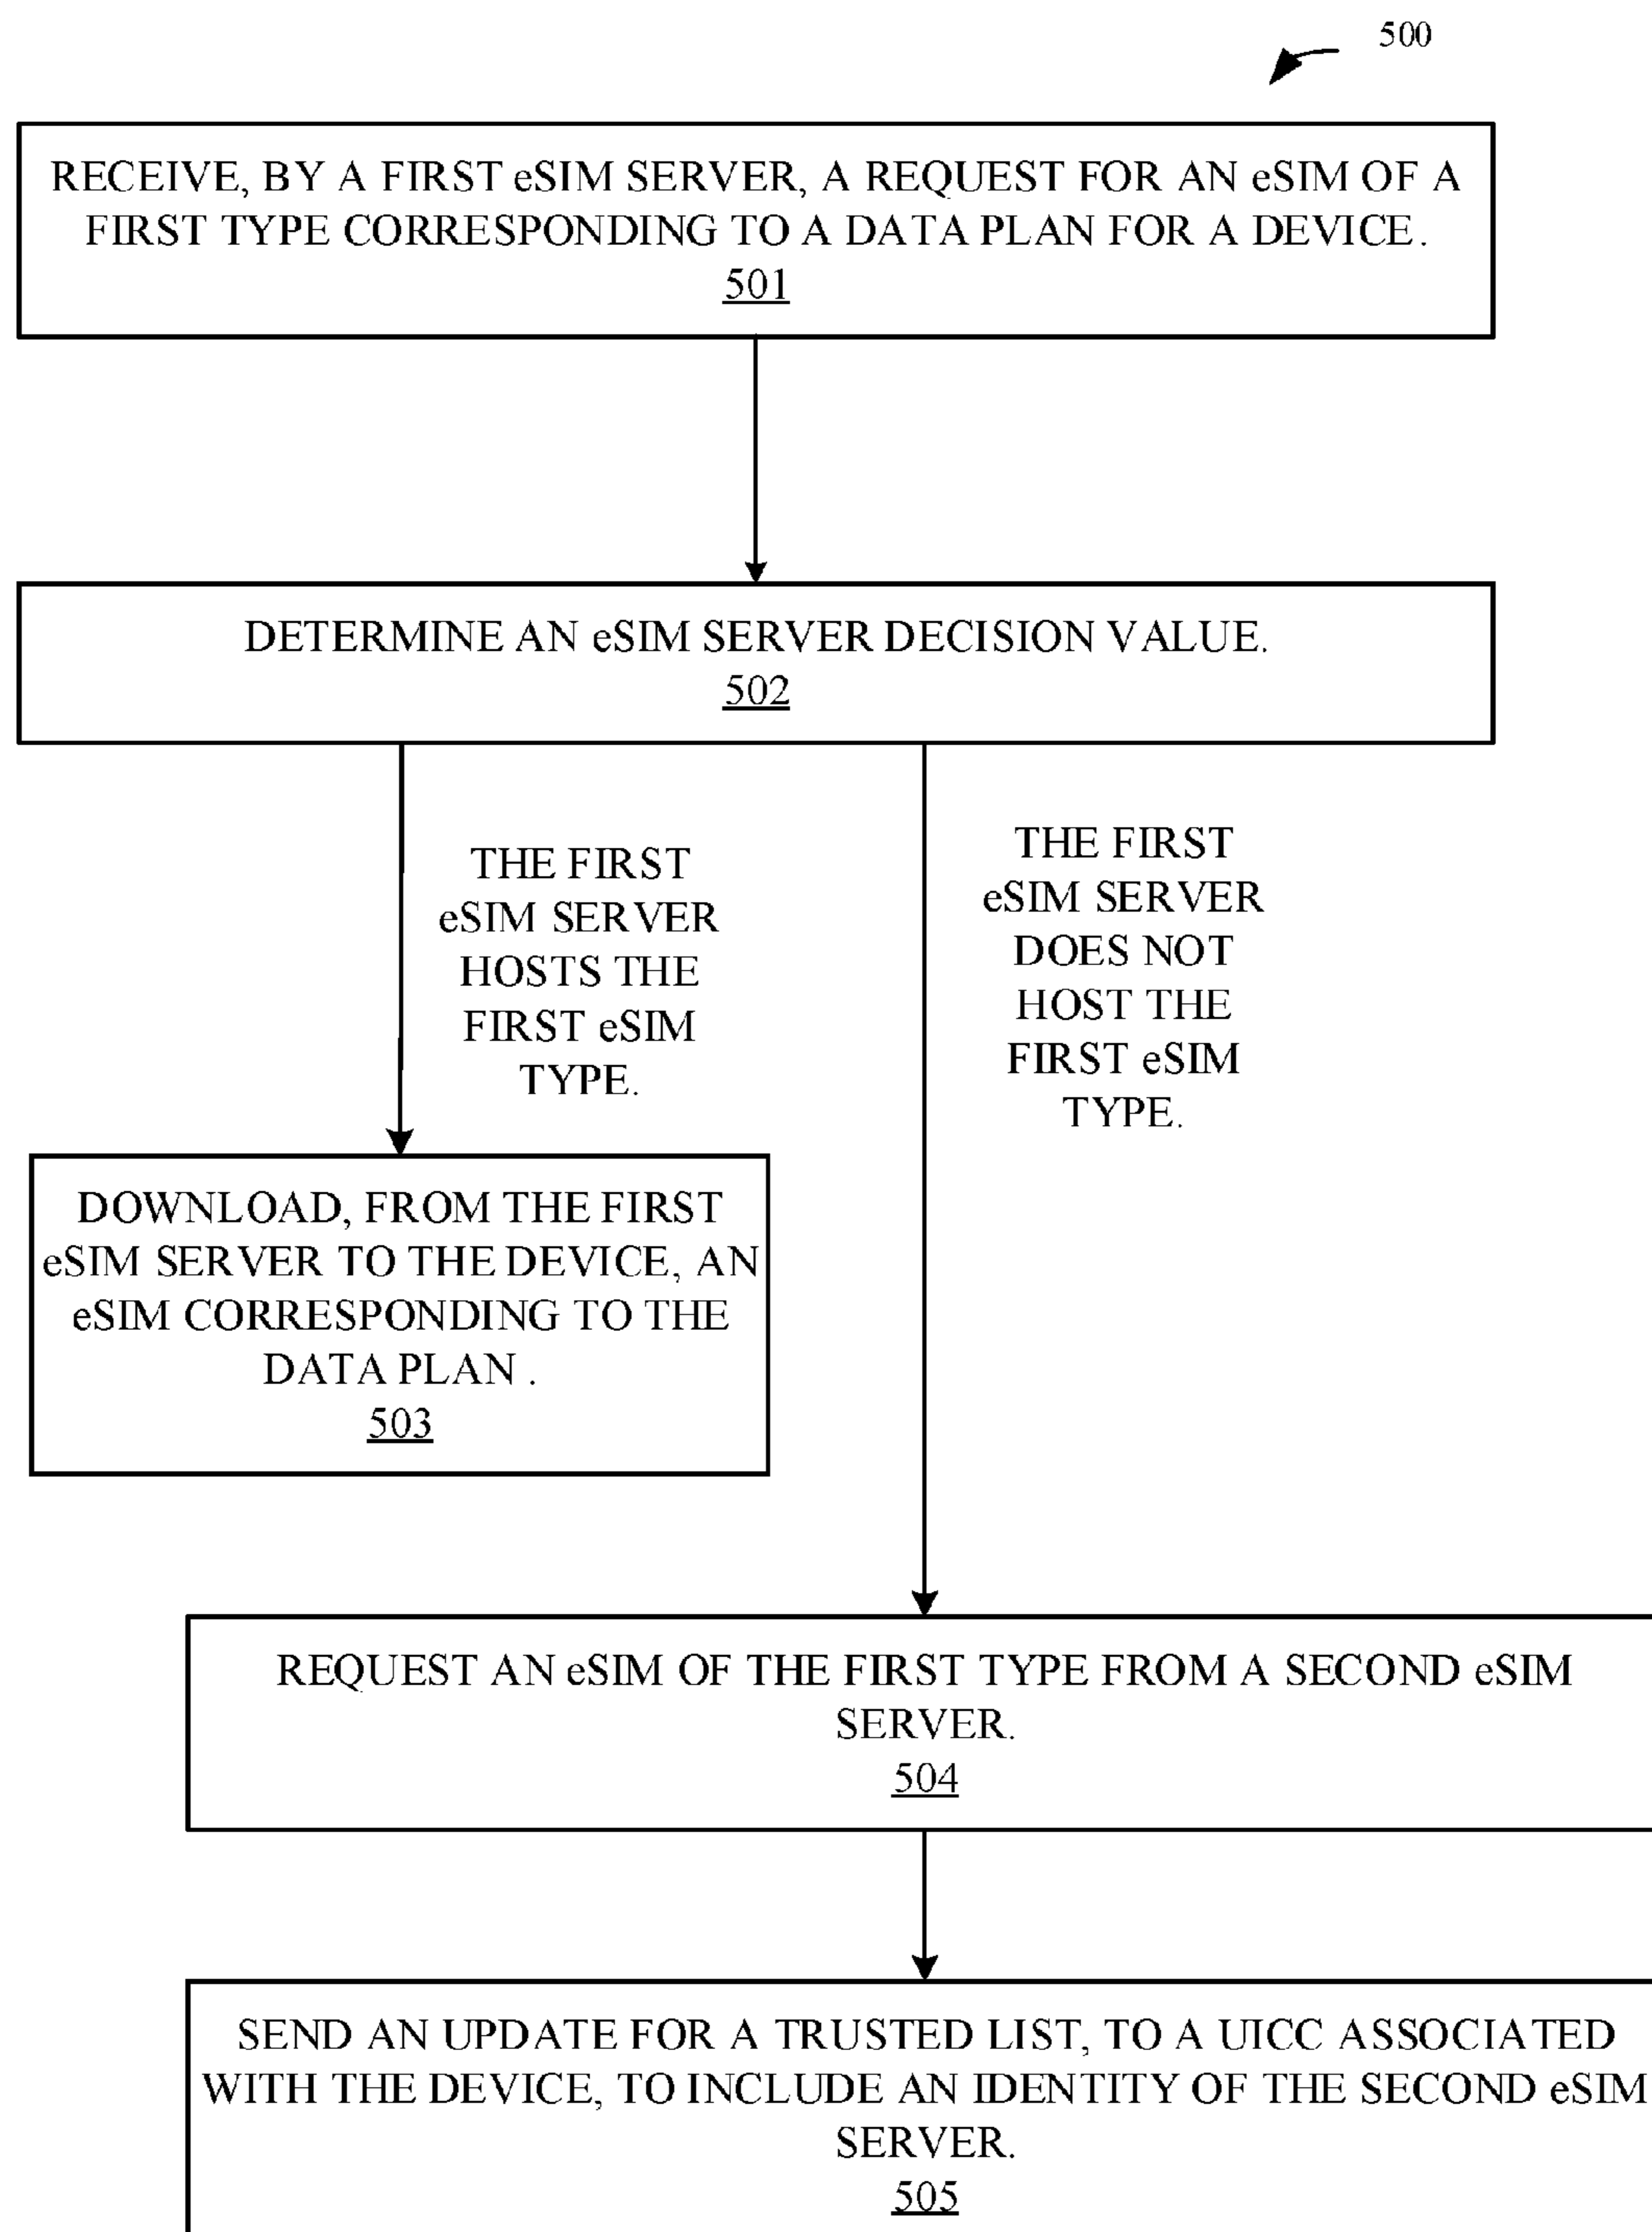 500
RECEIVE, BY A FIRST eSIM SERVER, A REQUEST FOR AN eSIM OF A
FIRST TYPE CORRESPONDING TO A DATA PLAN FOR A DEVICE.
501
DETERMINE AN eSIM SERVER DECISION VALUE.
502
THE FIRST
eSIM SERVER
HOSTS THE
FIRST eSIM
TYPE.
THE FIRST
eSIM SERVER
DOES NOT
HOST THE
FIRST eSIM
TYPE.
DOWNLOAD, FROM THE FIRST
eSIM SERVER TO THE DEVICE, AN
eSIM CORRESPONDING TO THE
DATA PLAN .
503
REQUEST AN eSIM OF THE FIRST TYPE FROM A SECOND eSIM
SERVER.
504
SEND AN UPDATE FOR A TRUSTED LIST, TO A UICC ASSOCIATED
WITH THE DEVICE, TO INCLUDE AN IDENTITY OF THE SECOND eSIM
SERVER.
505